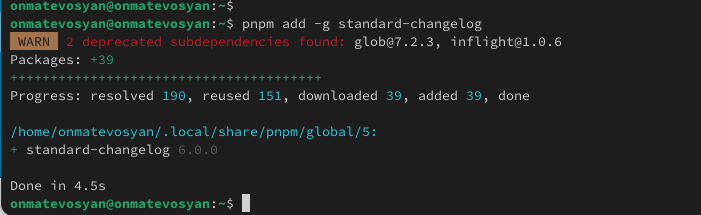 onmatevosyan@onmatevosyan:~$
onmatevosyan@onmatevosyan:~$ pnpm add -g standard-changelog
WARN 2 deprecated subdependencies found: glob@7.2.3, inflight@1.0.6
Packages: +39
+++++++++++++++++++++++++++++++++++++++
Progress: resolved 190, reused 151, downloaded 39, added 39, done
/home/onmatevosyan/.local/share/pnpm/global/5:
+ standard-changelog 6.0.0
Done in 4.5s
onmatevosyan@onmatevosyan:~$